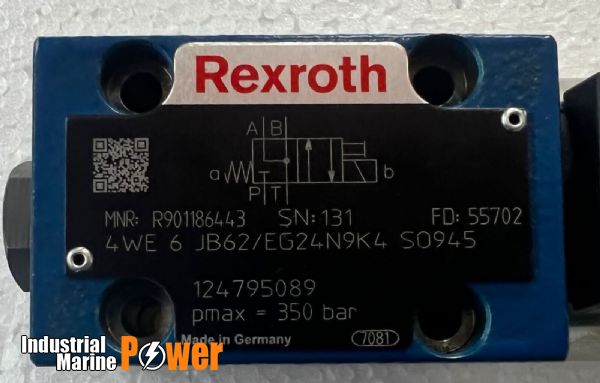 Rexroth
A B
a b
P T
MNR: R901186443 SN: 131 FD: 55702
4WE 6 JB62/EG24N9K4 SO945
124795089
pmax = 350 bar
Made in Germany 7081
Industrial
Marine Power